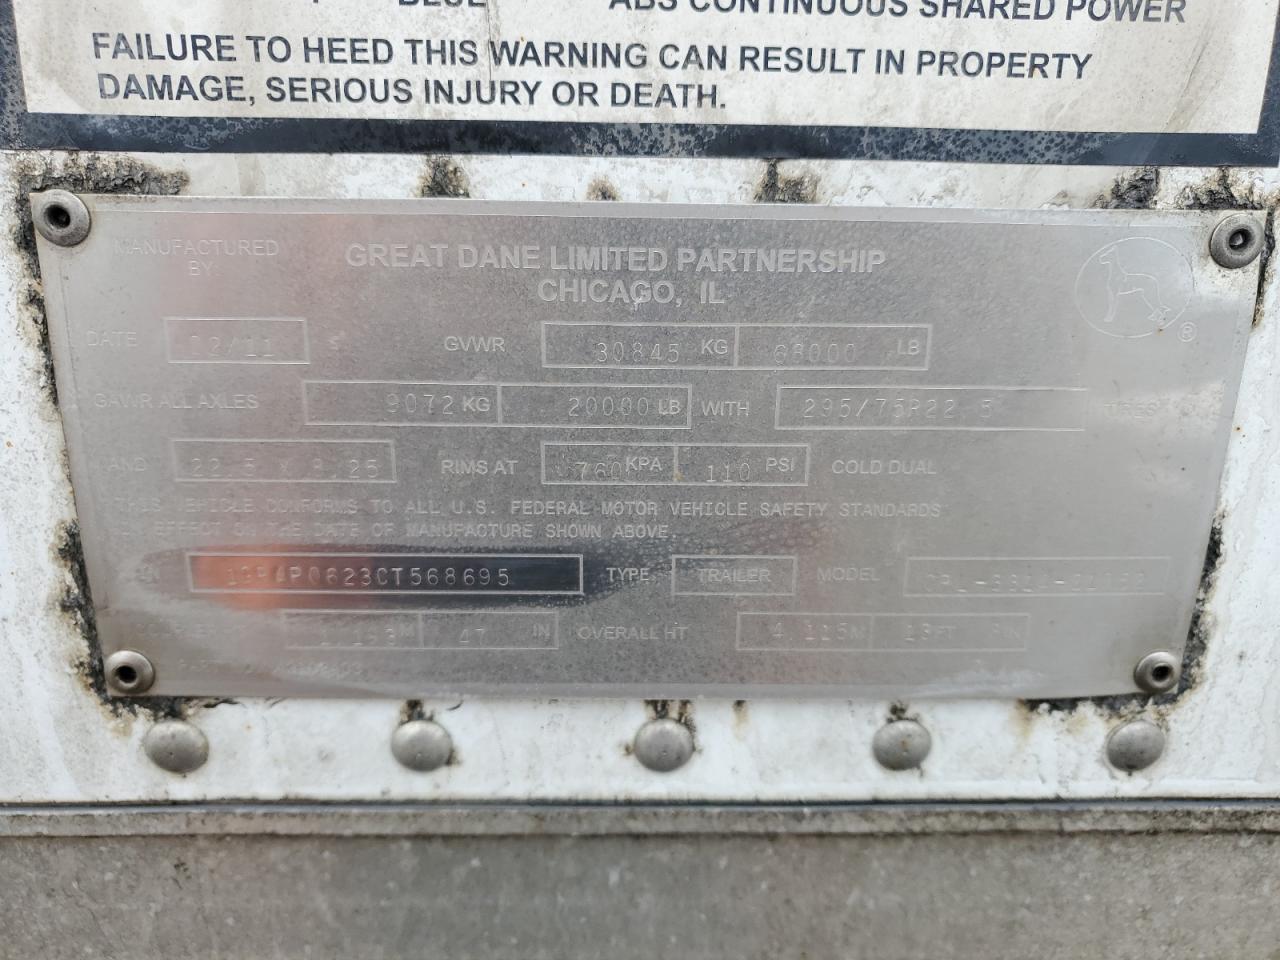 BLUE ABS CONTINUOUS SHARED POWER
FAILURE TO HEED THIS WARNING CAN RESULT IN PROPERTY
DAMAGE, SERIOUS INJURY OR DEATH.
MANUFACTURED BY: GREAT DANE LIMITED PARTNERSHIP
CHICAGO, IL
DATE 02/11 GVWR 30845 KG 68000 LB
GAWR ALL AXLES 9072 KG 20000 LB WITH 295/75R22.5 TIRES
AND 22.5 X 8.25 RIMS AT 760 KPA 110 PSI COLD DUAL
THIS VEHICLE CONFORMS TO ALL U.S. FEDERAL MOTOR VEHICLE SAFETY STANDARDS
IN EFFECT ON THE DATE OF MANUFACTURE SHOWN ABOVE.
TYPE TRAILER MODEL
47 IN OVERALL HT 4.115M 13FT 6IN
®